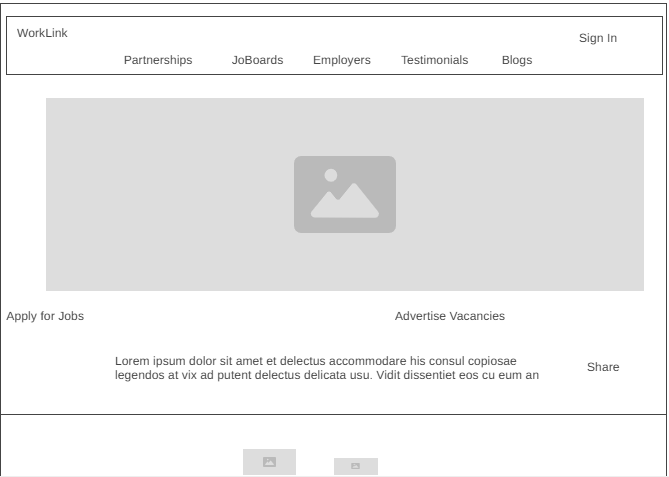 WorkLink
Sign In
Partnerships JoBoards Employers Testimonials Blogs
Apply for Jobs Advertise Vacancies
Lorem ipsum dolor sit amet et delectus accommodare his consul copiosae
legendos at vix ad putent delectus delicata usu. Vidit dissentiet eos cu eum an
Share